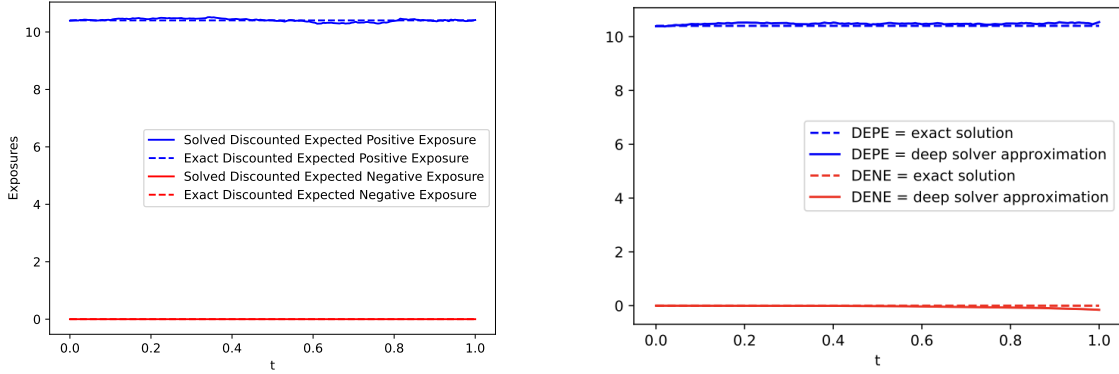 10
8
6
4
2
0
Exposures
Solved Discounted Expected Positive Exposure
Exact Discounted Expected Positive Exposure
Solved Discounted Expected Negative Exposure
Exact Discounted Expected Negative Exposure
0.0 0.2 0.4 0.6 0.8 1.0
t
10
8
6
4
2
0
DEPE = exact solution
DEPE = deep solver approximation
DENE = exact solution
DENE = deep solver approximation
0.0 0.2 0.4 0.6 0.8 1.0
t